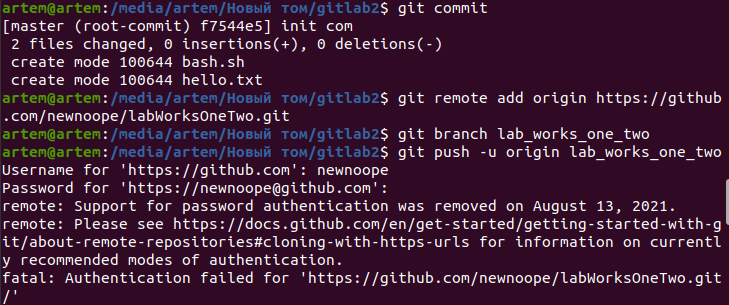 artem@artem:/media/artem/Новый том/gitlab2$ git commit
[master (root-commit) f7544e5] init com
 2 files changed, 0 insertions(+), 0 deletions(-)
 create mode 100644 bash.sh
 create mode 100644 hello.txt
artem@artem:/media/artem/Новый том/gitlab2$ git remote add origin https://github
.com/newnoope/labWorksOneTwo.git
artem@artem:/media/artem/Новый том/gitlab2$ git branch lab_works_one_two
artem@artem:/media/artem/Новый том/gitlab2$ git push -u origin lab_works_one_two
Username for 'https://github.com': newnoope
Password for 'https://newnoope@github.com':
remote: Support for password authentication was removed on August 13, 2021.
remote: Please see https://docs.github.com/en/get-started/getting-started-with-g
it/about-remote-repositories#cloning-with-https-urls for information on currentl
y recommended modes of authentication.
fatal: Authentication failed for 'https://github.com/newnoope/labWorksOneTwo.git
/'